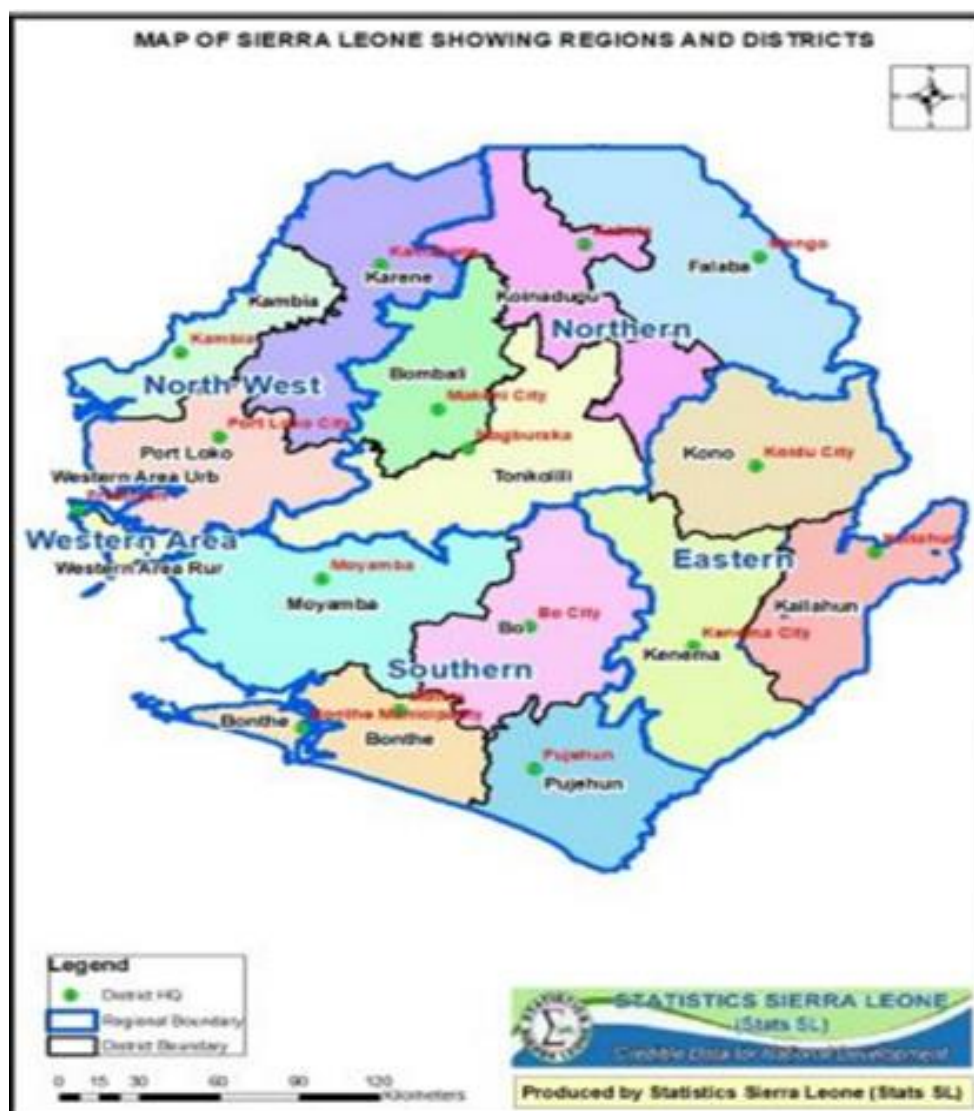 MAP OF SIERRA LEONE SHOWING REGIONS AND DISTRICTS
Falaba
Karene
Koinadugu
Kambia
Northern
Kambia
Bombali
North West
Makeni City
Port Loko City
Port Loko
Kono
Koidu City
Tonkolili
Western Area Urb
Western Area
Western Area Rur
Eastern
Moyamba
Moyamba
Kailahun
Bo City
Bo
Kenema City
Kenema
Southern
Bonthe Municipality
Bonthe
Bonthe
Pujehun
Pujehun
Legend
District HQ
Regional Boundary
District Boundary
0 15 30 60 90 120
Kilometers
STATISTICS SIERRA LEONE
(Stats SL)
Credible Data for National Development
Produced by Statistics Sierra Leone (Stats SL)